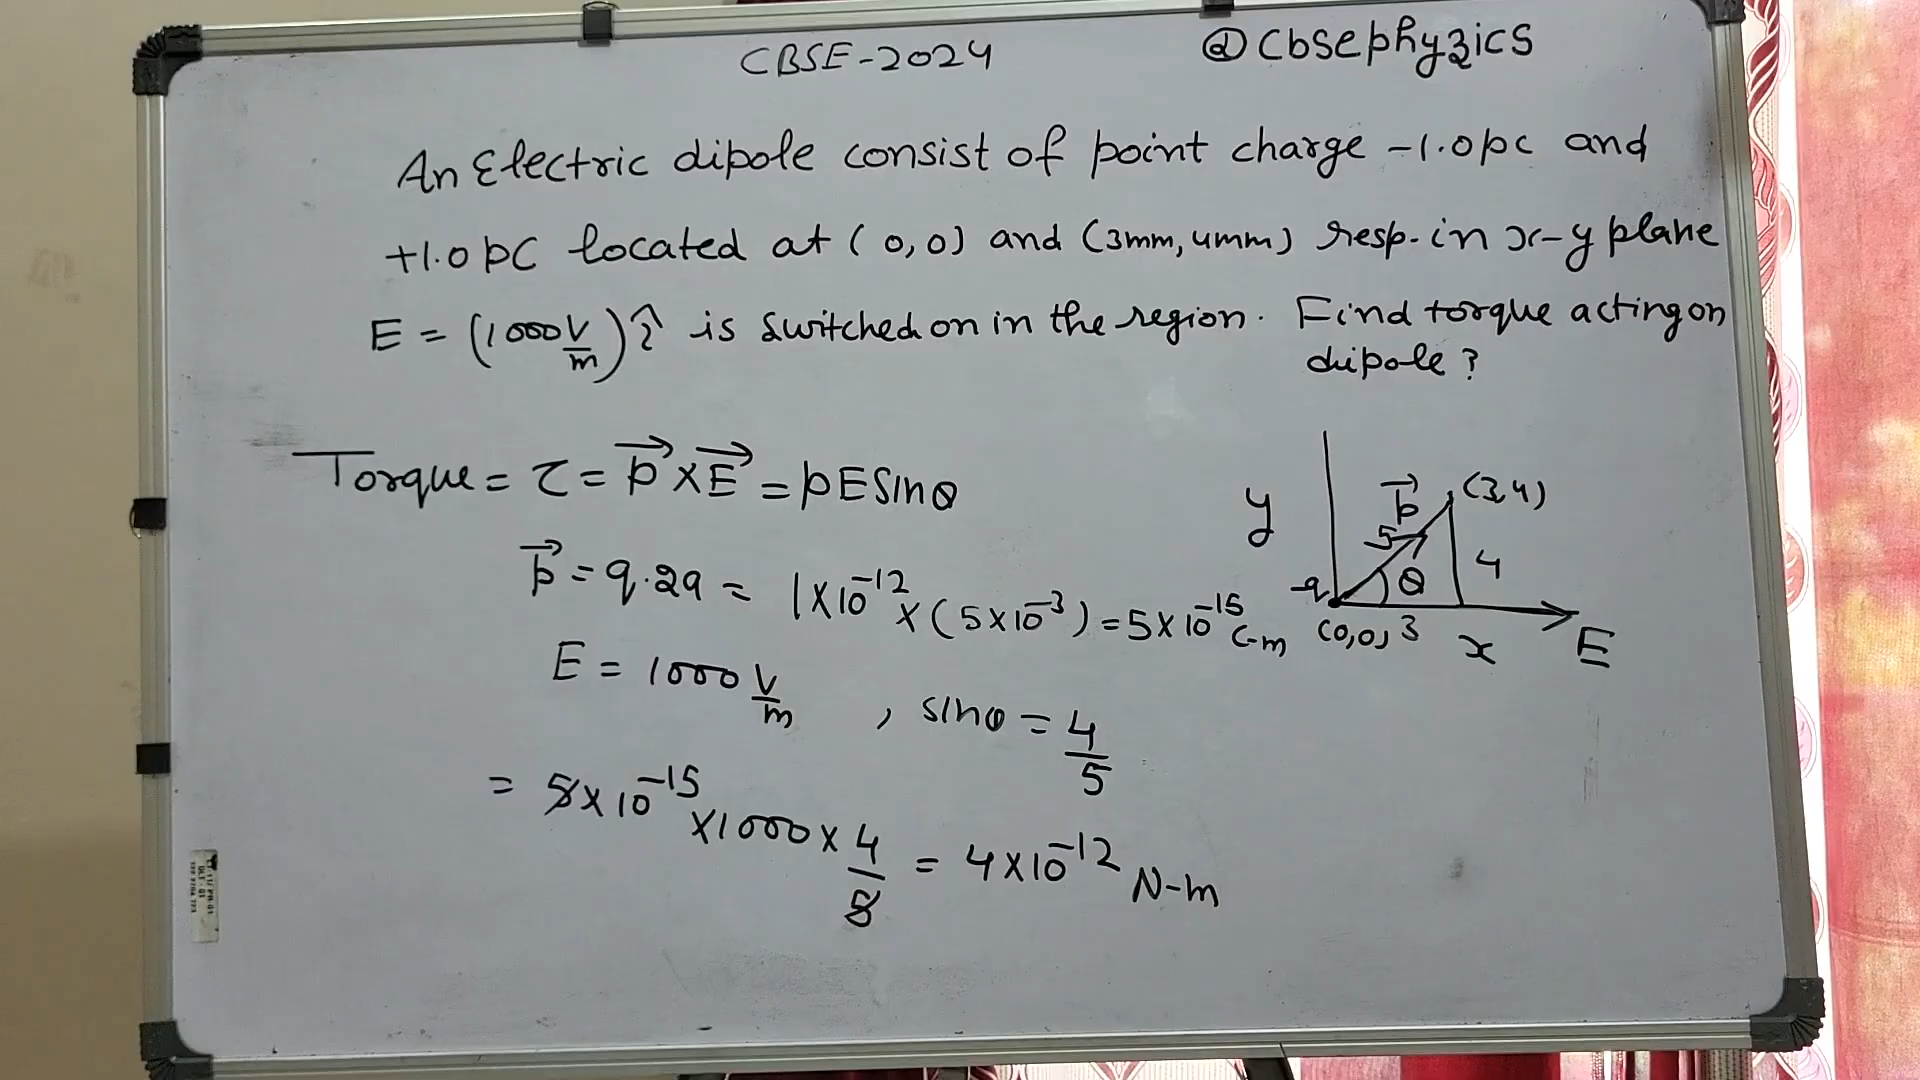 CBSE-2024
@cbsephyzics
An Electric dipole consist of point charge -1.0pc and
+1.0pC located at (0,0) and (3mm,4mm) resp. in x-y plane
E = (1000 V/m) î is switched on in the region. Find torque acting on
dipole?
Torque = τ = p⃗ × E⃗ = pE sinθ
p⃗ = q.2a = 1×10⁻¹² × (5×10⁻³) = 5×10⁻¹⁵ C-m
E = 1000 V/m , sinθ = 4/5
= 5×10⁻¹⁵ ×1000× 4/5 = 4×10⁻¹² N-m
y
p⃗
(3,4)
5
4
-q
θ
(0,0)
3
x
E